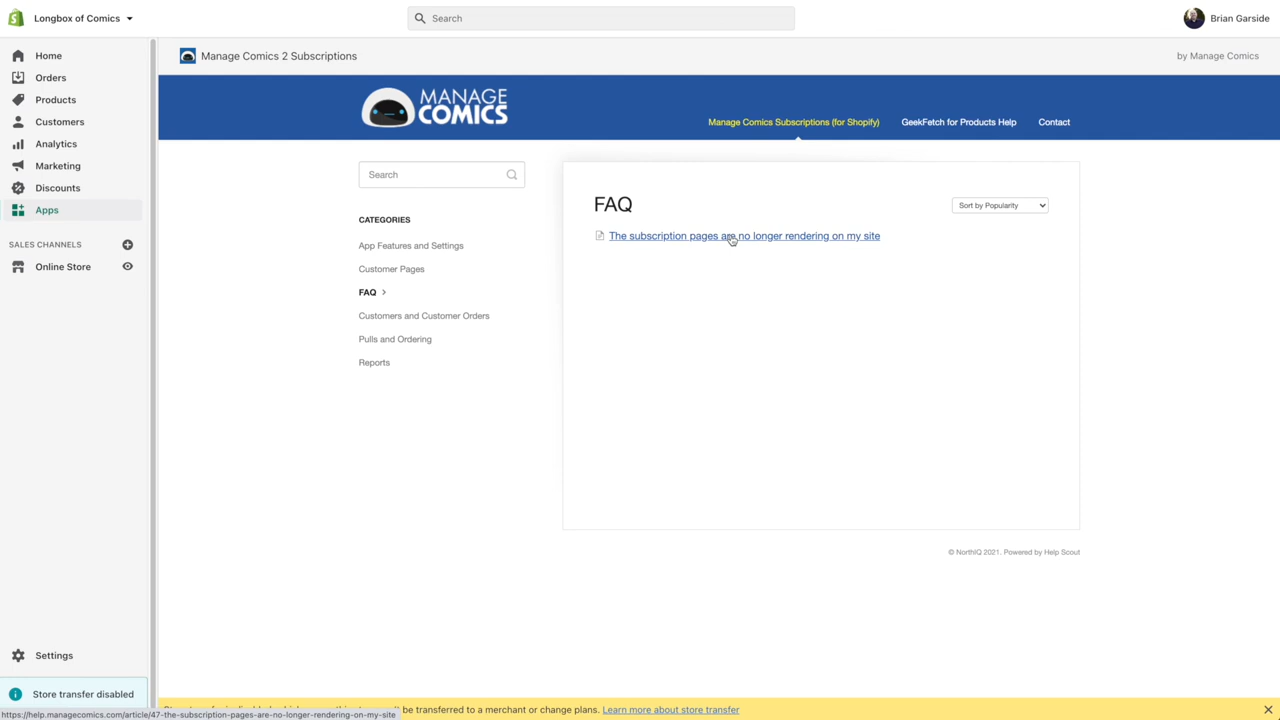 Longbox of Comics
Search
Brian Garside
Home
Orders
Products
Customers
Analytics
Marketing
Discounts
Apps
SALES CHANNELS
Online Store
Settings
Store transfer disabled
Manage Comics 2 Subscriptions
by Manage Comics
MANAGE
COMICS
Manage Comics Subscriptions (for Shopify)
GeekFetch for Products Help
Contact
Search
CATEGORIES
App Features and Settings
Customer Pages
FAQ
Customers and Customer Orders
Pulls and Ordering
Reports
FAQ
Sort by Popularity
The subscription pages are no longer rendering on my site
© NorthIQ 2021. Powered by Help Scout
be transferred to a merchant or change plans. Learn more about store transfer
https://help.managecomics.com/article/47-the-subscription-pages-are-no-longer-rendering-on-my-site